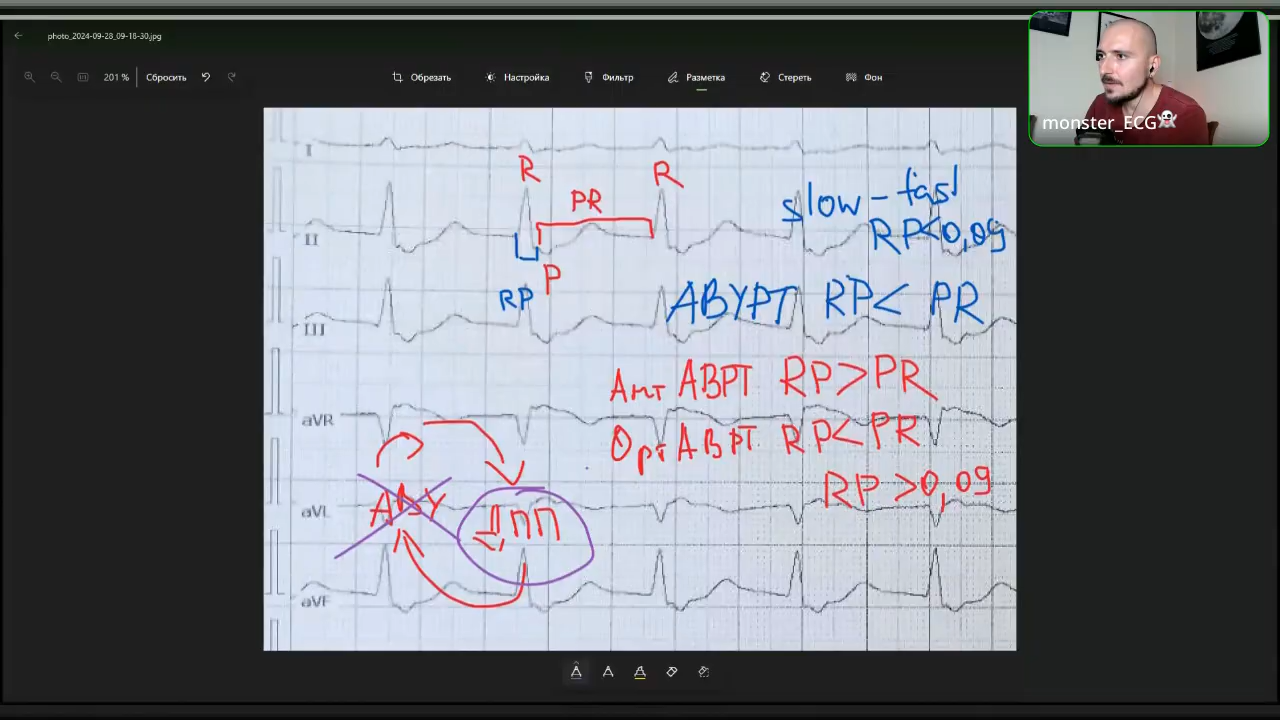 photo_2024-09-28_09-18-30.jpg
201 %
Сбросить
Обрезать
Настройка
Фильтр
Разметка
Стереть
Фон
monster_ECG👻
I
R
R
PR
slow-fast
RP<0,09
II
P
RP
АВУРТ RP< PR
III
Ант АВРТ RP>PR
aVR
Орт АВРТ RP< PR
RP >0,09
aVL
АВУ
ДПП
aVF